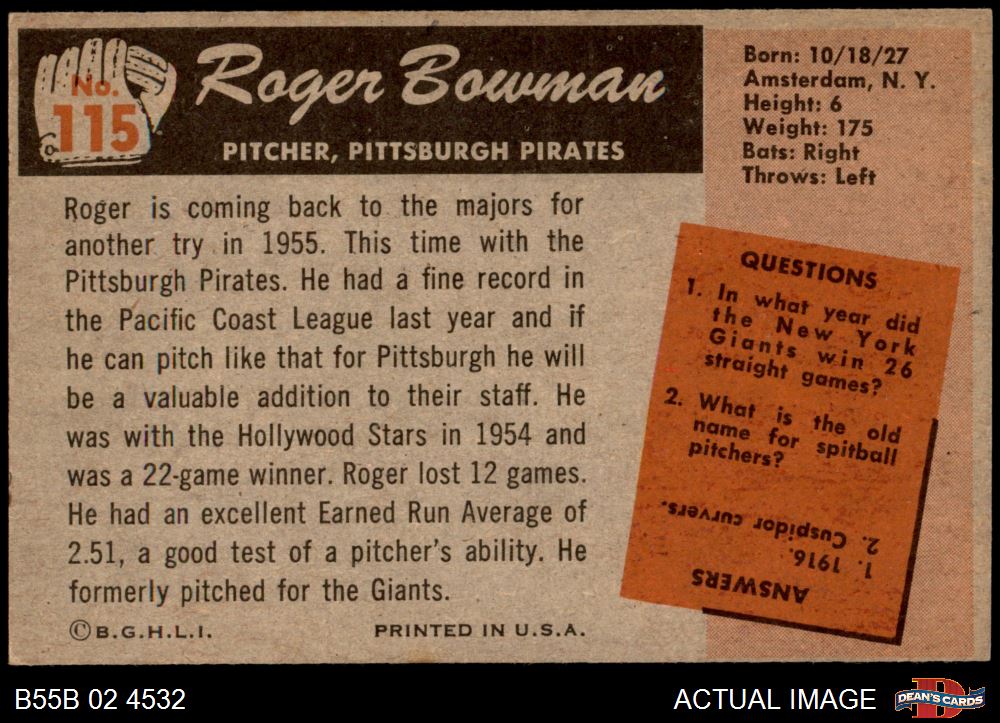 No.
115
Roger Bowman
PITCHER, PITTSBURGH PIRATES
Born: 10/18/27
Amsterdam, N. Y.
Height: 6
Weight: 175
Bats: Right
Throws: Left
Roger is coming back to the majors for
another try in 1955. This time with the
Pittsburgh Pirates. He had a fine record in
the Pacific Coast League last year and if
he can pitch like that for Pittsburgh he will
be a valuable addition to their staff. He
was with the Hollywood Stars in 1954 and
was a 22-game winner. Roger lost 12 games.
He had an excellent Earned Run Average of
2.51, a good test of a pitcher's ability. He
formerly pitched for the Giants.
©B.G.H.L.I.
PRINTED IN U.S.A.
QUESTIONS
1. In what year did
the New York
Giants win 26
straight games?
2. What is the old
name for spitball
pitchers?
ANSWERS
1. 1916.
2. Cuspidor curvers.
B55B 02 4532
ACTUAL IMAGE
D
DEAN'S CARDS